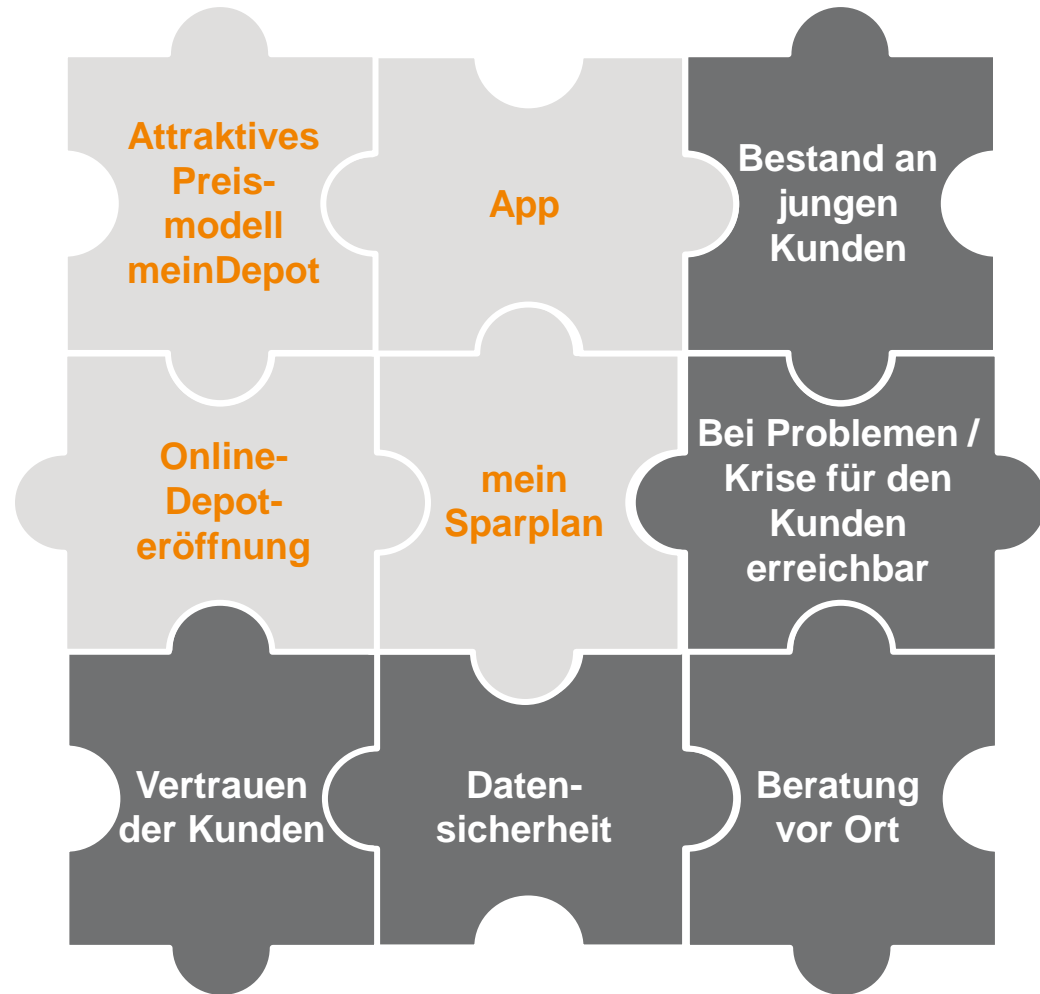 Attraktives
Preis-
modell
meinDepot
App
Bestand an
jungen
Kunden
Online-
Depot-
eröffnung
mein
Sparplan
Bei Problemen /
Krise für den
Kunden
erreichbar
Vertrauen
der Kunden
Daten-
sicherheit
Beratung
vor Ort